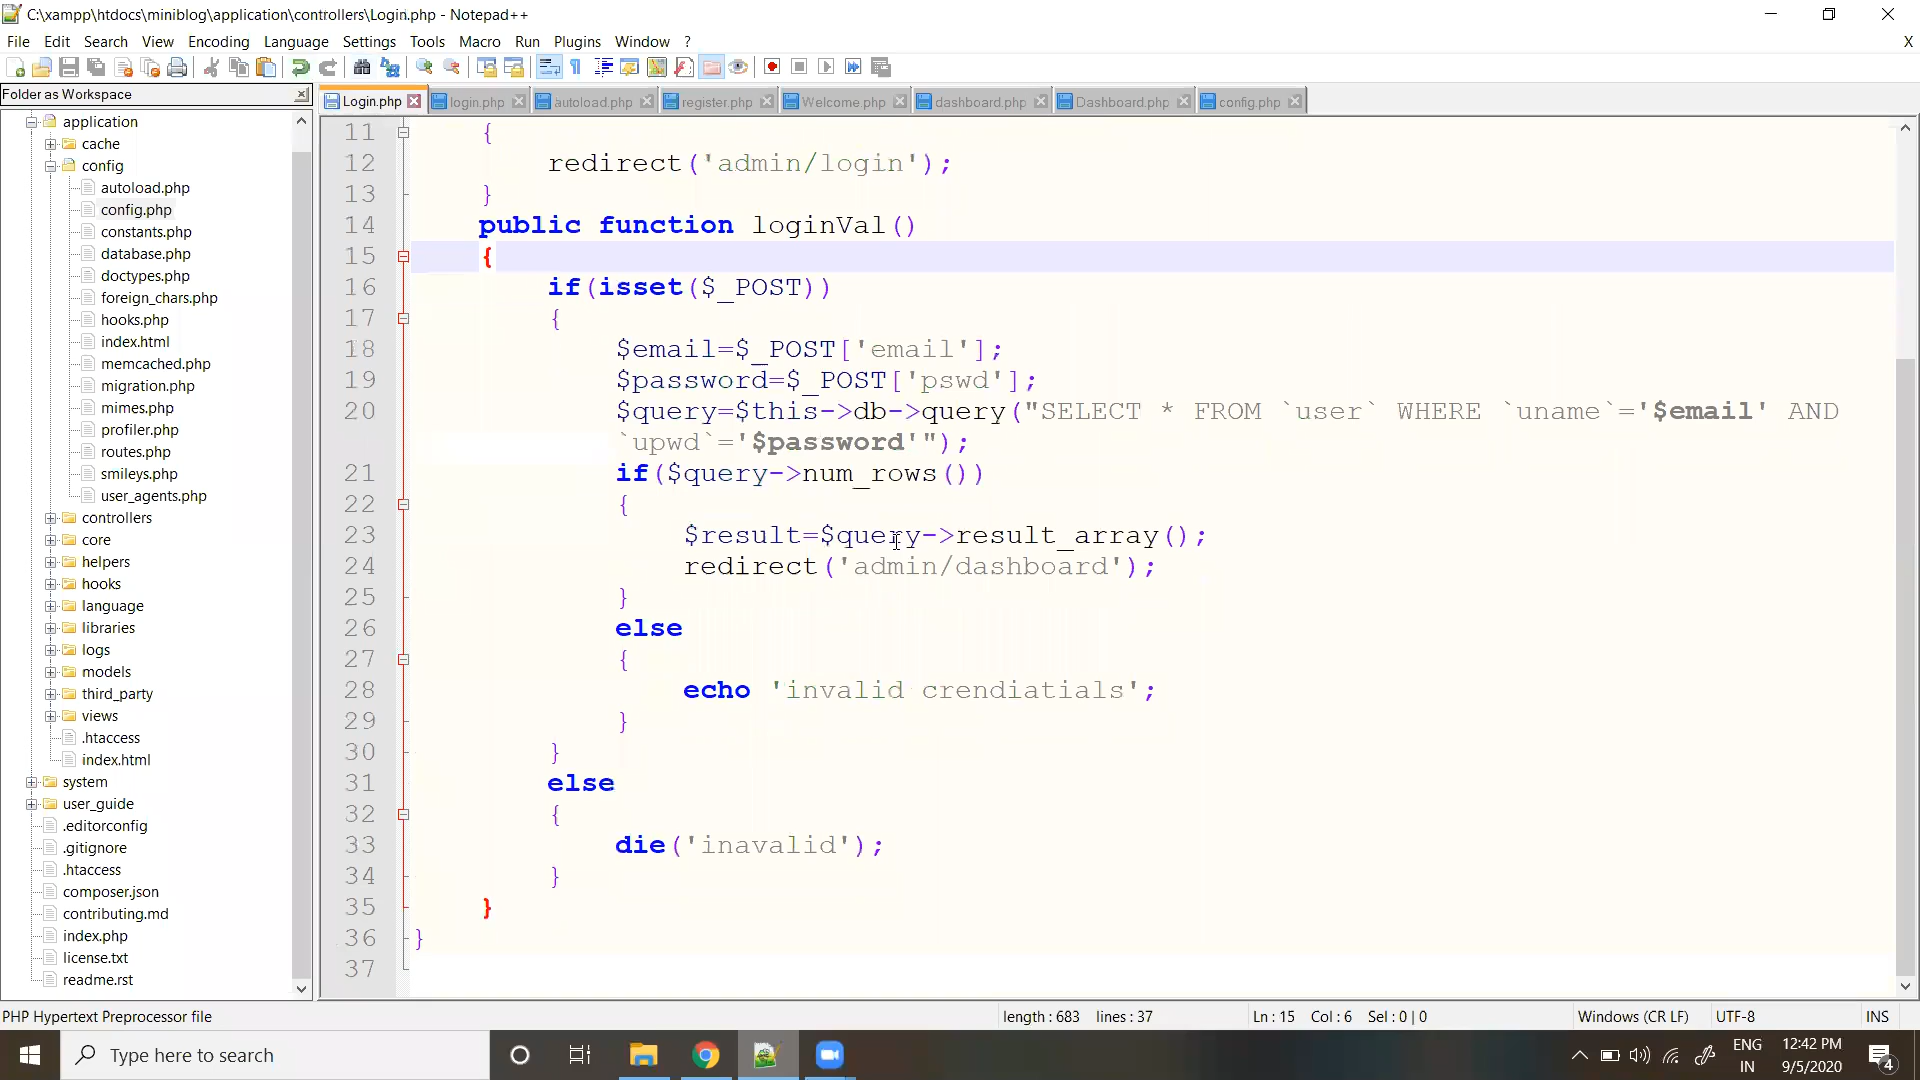 C:\xampp\htdocs\miniblog\application\controllers\Login.php - Notepad++
File Edit Search View Encoding Language Settings Tools Macro Run Plugins Window ? X
Folder as Workspace
Login.php login.php autoload.php register.php Welcome.php dashboard.php Dashboard.php config.php
application
cache
config
autoload.php
config.php
constants.php
database.php
doctypes.php
foreign_chars.php
hooks.php
index.html
memcached.php
migration.php
mimes.php
profiler.php
routes.php
smileys.php
user_agents.php
controllers
core
helpers
hooks
language
libraries
logs
models
third_party
views
.htaccess
index.html
system
user_guide
.editorconfig
.gitignore
.htaccess
composer.json
contributing.md
index.php
license.txt
readme.rst
11 {
12 redirect('admin/login');
13 }
14 public function loginVal()
15 {
16 if(isset($_POST))
17 {
18 $email=$_POST['email'];
19 $password=$_POST['pswd'];
20 $query=$this->db->query("SELECT * FROM `user` WHERE `uname`='$email' AND
`upwd`='$password'");
21 if($query->num_rows())
22 {
23 $result=$query->result_array();
24 redirect('admin/dashboard');
25 }
26 else
27 {
28 echo 'invalid crendiatials';
29 }
30 }
31 else
32 {
33 die('inavalid');
34 }
35 }
36 }
37
PHP Hypertext Preprocessor file length : 683 lines : 37 Ln : 15 Col : 6 Sel : 0 | 0 Windows (CR LF) UTF-8 INS
Type here to search
ENG
IN
12:42 PM
9/5/2020
4